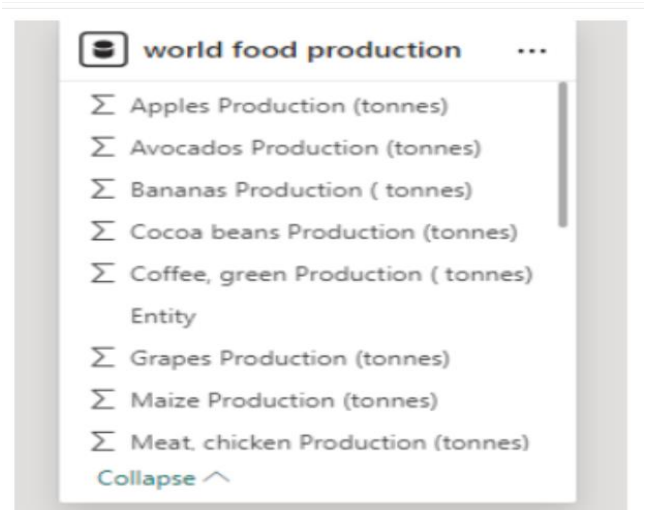 world food production ...
∑ Apples Production (tonnes)
∑ Avocados Production (tonnes)
∑ Bananas Production ( tonnes)
∑ Cocoa beans Production (tonnes)
∑ Coffee, green Production ( tonnes)
Entity
∑ Grapes Production (tonnes)
∑ Maize Production (tonnes)
∑ Meat, chicken Production (tonnes)
Collapse